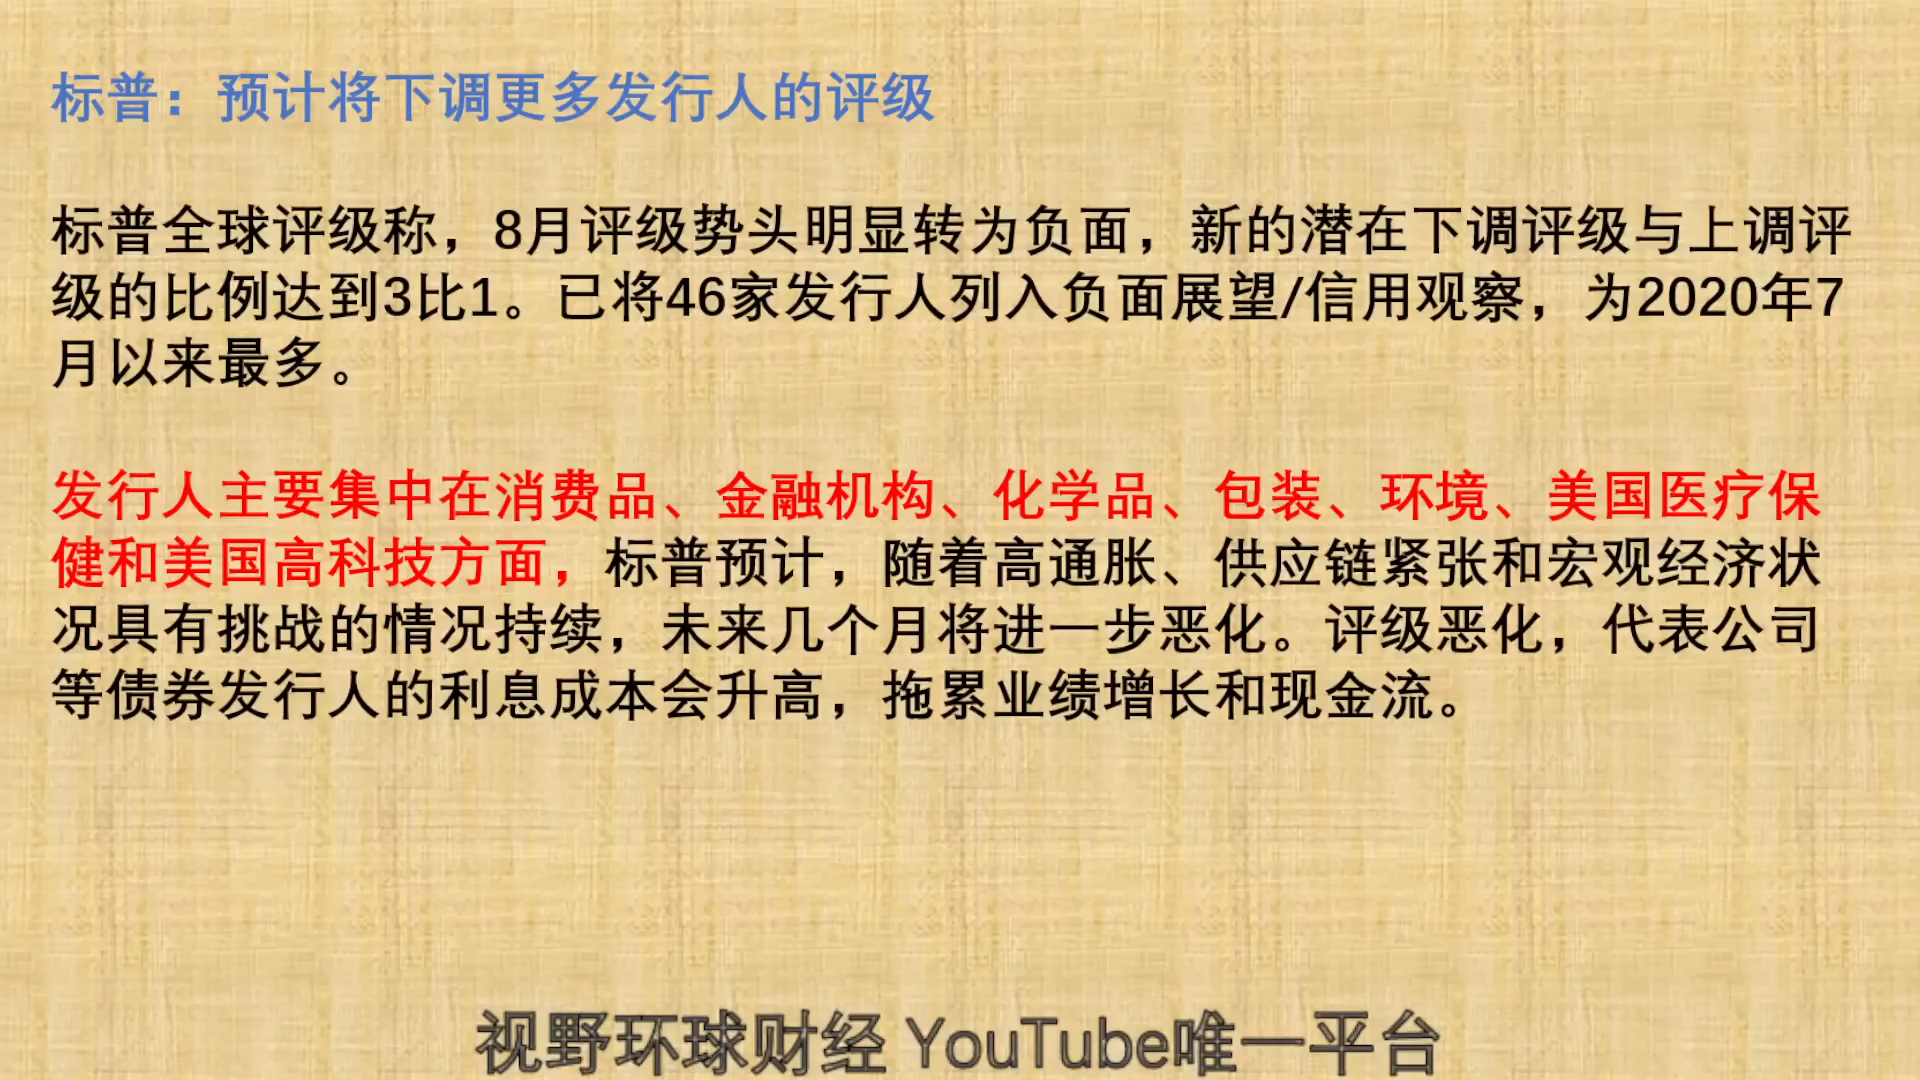 标普：预计将下调更多发行人的评级
标普全球评级称，8月评级势头明显转为负面，新的潜在下调评级与上调评
级的比例达到3比1。已将46家发行人列入负面展望/信用观察，为2020年7
月以来最多。
发行人主要集中在消费品、金融机构、化学品、包装、环境、美国医疗保
健和美国高科技方面，标普预计，随着高通胀、供应链紧张和宏观经济状
况具有挑战的情况持续，未来几个月将进一步恶化。评级恶化，代表公司
等债券发行人的利息成本会升高，拖累业绩增长和现金流。
视野环球财经 YouTube唯一平台